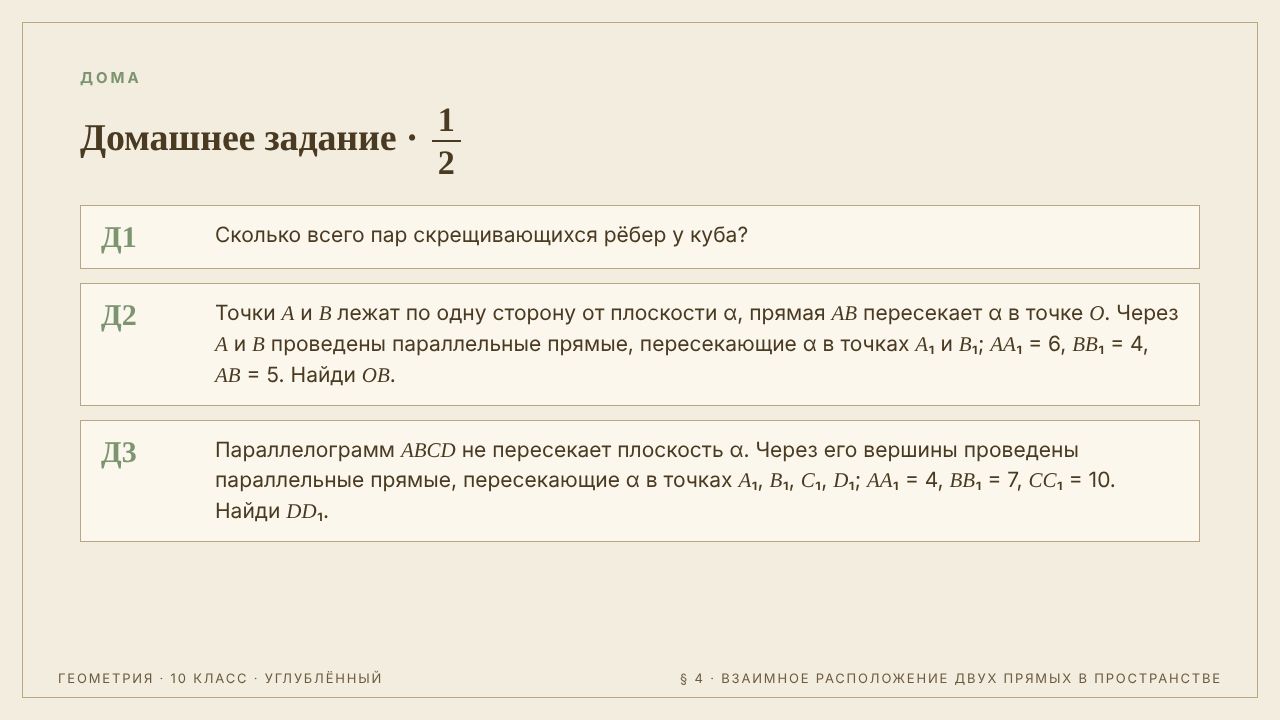 ДОМА
Домашнее задание · 1/2
Д1
Сколько всего пар скрещивающихся рёбер у куба?
Д2
Точки A и B лежат по одну сторону от плоскости α, прямая AB пересекает α в точке O. Через
A и B проведены параллельные прямые, пересекающие α в точках A₁ и B₁; AA₁ = 6, BB₁ = 4,
AB = 5. Найди OB.
Д3
Параллелограмм ABCD не пересекает плоскость α. Через его вершины проведены
параллельные прямые, пересекающие α в точках A₁, B₁, C₁, D₁; AA₁ = 4, BB₁ = 7, CC₁ = 10.
Найди DD₁.
ГЕОМЕТРИЯ · 10 КЛАСС · УГЛУБЛЁННЫЙ
§ 4 · ВЗАИМНОЕ РАСПОЛОЖЕНИЕ ДВУХ ПРЯМЫХ В ПРОСТРАНСТВЕ